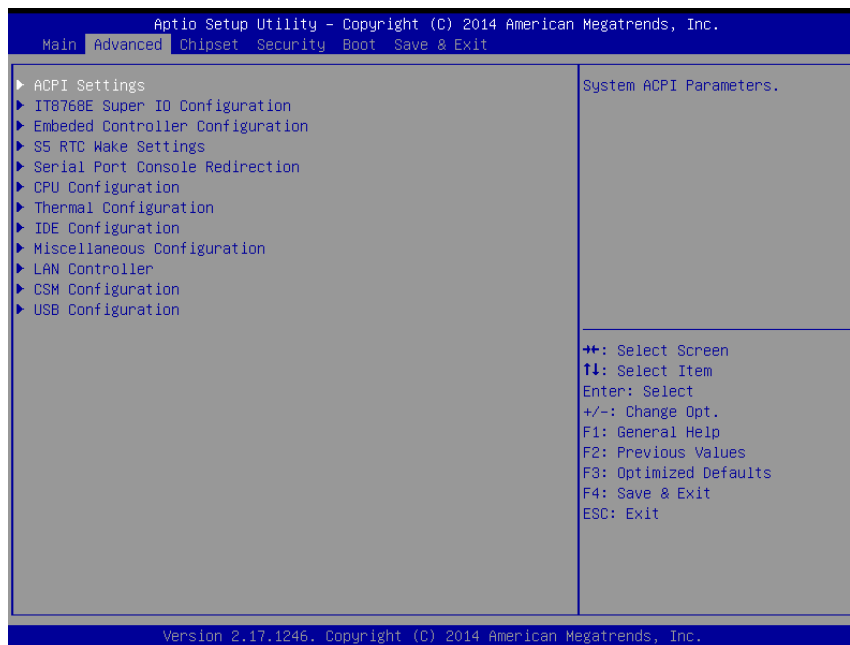 Aptio Setup Utility – Copyright (C) 2014 American Megatrends, Inc.
Main Advanced Chipset Security Boot Save & Exit
ACPI Settings
IT8768E Super IO Configuration
Embeded Controller Configuration
S5 RTC Wake Settings
Serial Port Console Redirection
CPU Configuration
Thermal Configuration
IDE Configuration
Miscellaneous Configuration
LAN Controller
CSM Configuration
USB Configuration
System ACPI Parameters.
→←: Select Screen
↑↓: Select Item
Enter: Select
+/-: Change Opt.
F1: General Help
F2: Previous Values
F3: Optimized Defaults
F4: Save & Exit
ESC: Exit
Version 2.17.1246. Copyright (C) 2014 American Megatrends, Inc.